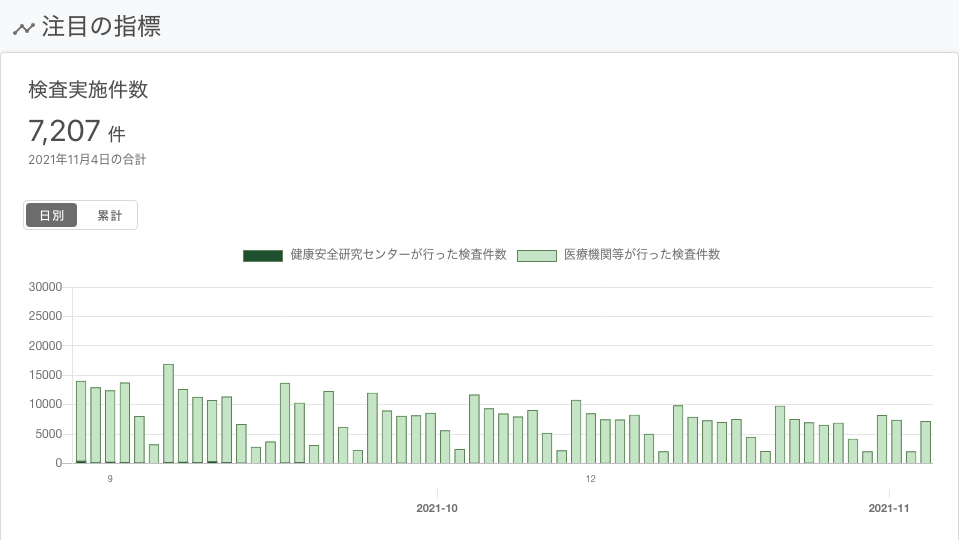 注目の指標
検査実施件数
7,207 件
2021年11月4日の合計
日別 累計
健康安全研究センターが行った検査件数 医療機関等が行った検査件数
30000
25000
20000
15000
10000
5000
0
9 12
2021-10 2021-11